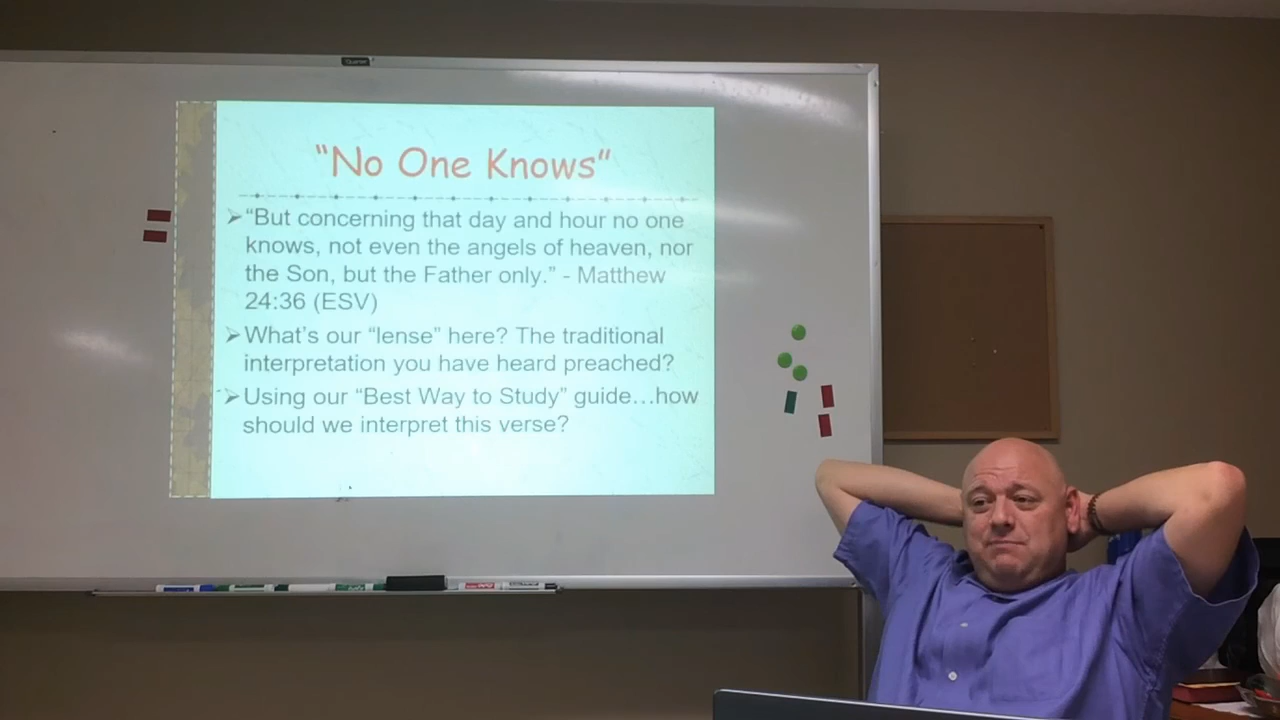 "No One Knows"
"But concerning that day and hour no one
knows, not even the angels of heaven, nor
the Son, but the Father only." - Matthew
24:36 (ESV)
What's our "lense" here? The traditional
interpretation you have heard preached?
Using our "Best Way to Study" guide...how
should we interpret this verse?